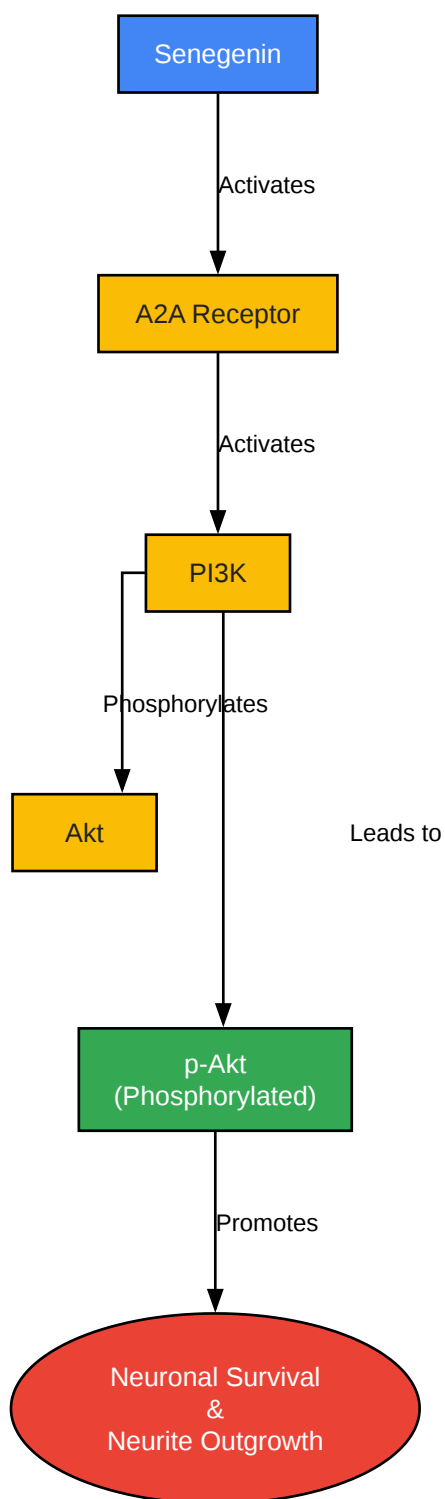 Senegenin
Activates
A2A Receptor
Activates
PI3K
Phosphorylates
Akt
Leads to
p-Akt
(Phosphorylated)
Promotes
Neuronal Survival
&
Neurite Outgrowth